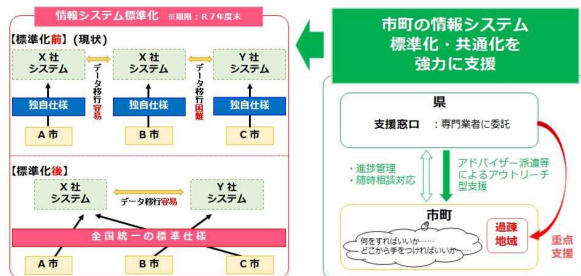 情報システム標準化 ※期限:R7年度末
【標準化前】(現状)
X社
システム
X社
システム
Y社
システム
データ移行容易
データ移行困難
独自仕様
独自仕様
独自仕様
A市
B市
C市
【標準化後】
X社
システム
Y社
システム
データ移行容易
全国統一の標準仕様
A市
B市
C市
市町の情報システム
標準化・共通化を
強力に支援
県
支援窓口 :専門業者に委託
・進捗管理
・随時相談対応
アドバイザー派遣等
によるアウトリーチ
型支援
市町
何をすればいいか……
どこから手をつければいいか……
過疎
地域
重点
支援